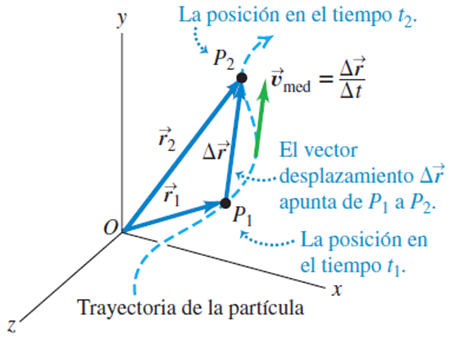 y
La posición en el tiempo t₂.
P₂
v⃗med = Δr⃗/Δt
r⃗₂
Δr⃗
El vector
desplazamiento Δr⃗
apunta de P₁ a P₂.
r⃗₁
O
P₁
La posición en
el tiempo t₁.
x
Trayectoria de la partícula
z